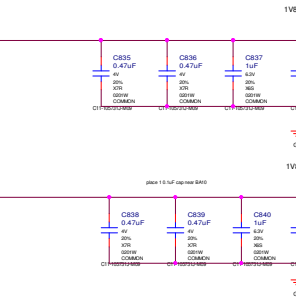 1V8
C835
0.47uF
4V
20%
X7R
0201W
COMMON
C836
0.47uF
4V
20%
X7R
0201W
COMMON
C837
1uF
6.3V
20%
X6S
0201W
COMMON
place 1 0.1uF cap near BA10
C838
0.47uF
4V
20%
X7R
0201W
COMMON
C839
0.47uF
4V
20%
X7R
0201W
COMMON
C840
1uF
6.3V
20%
X6S
0201W
COMMON